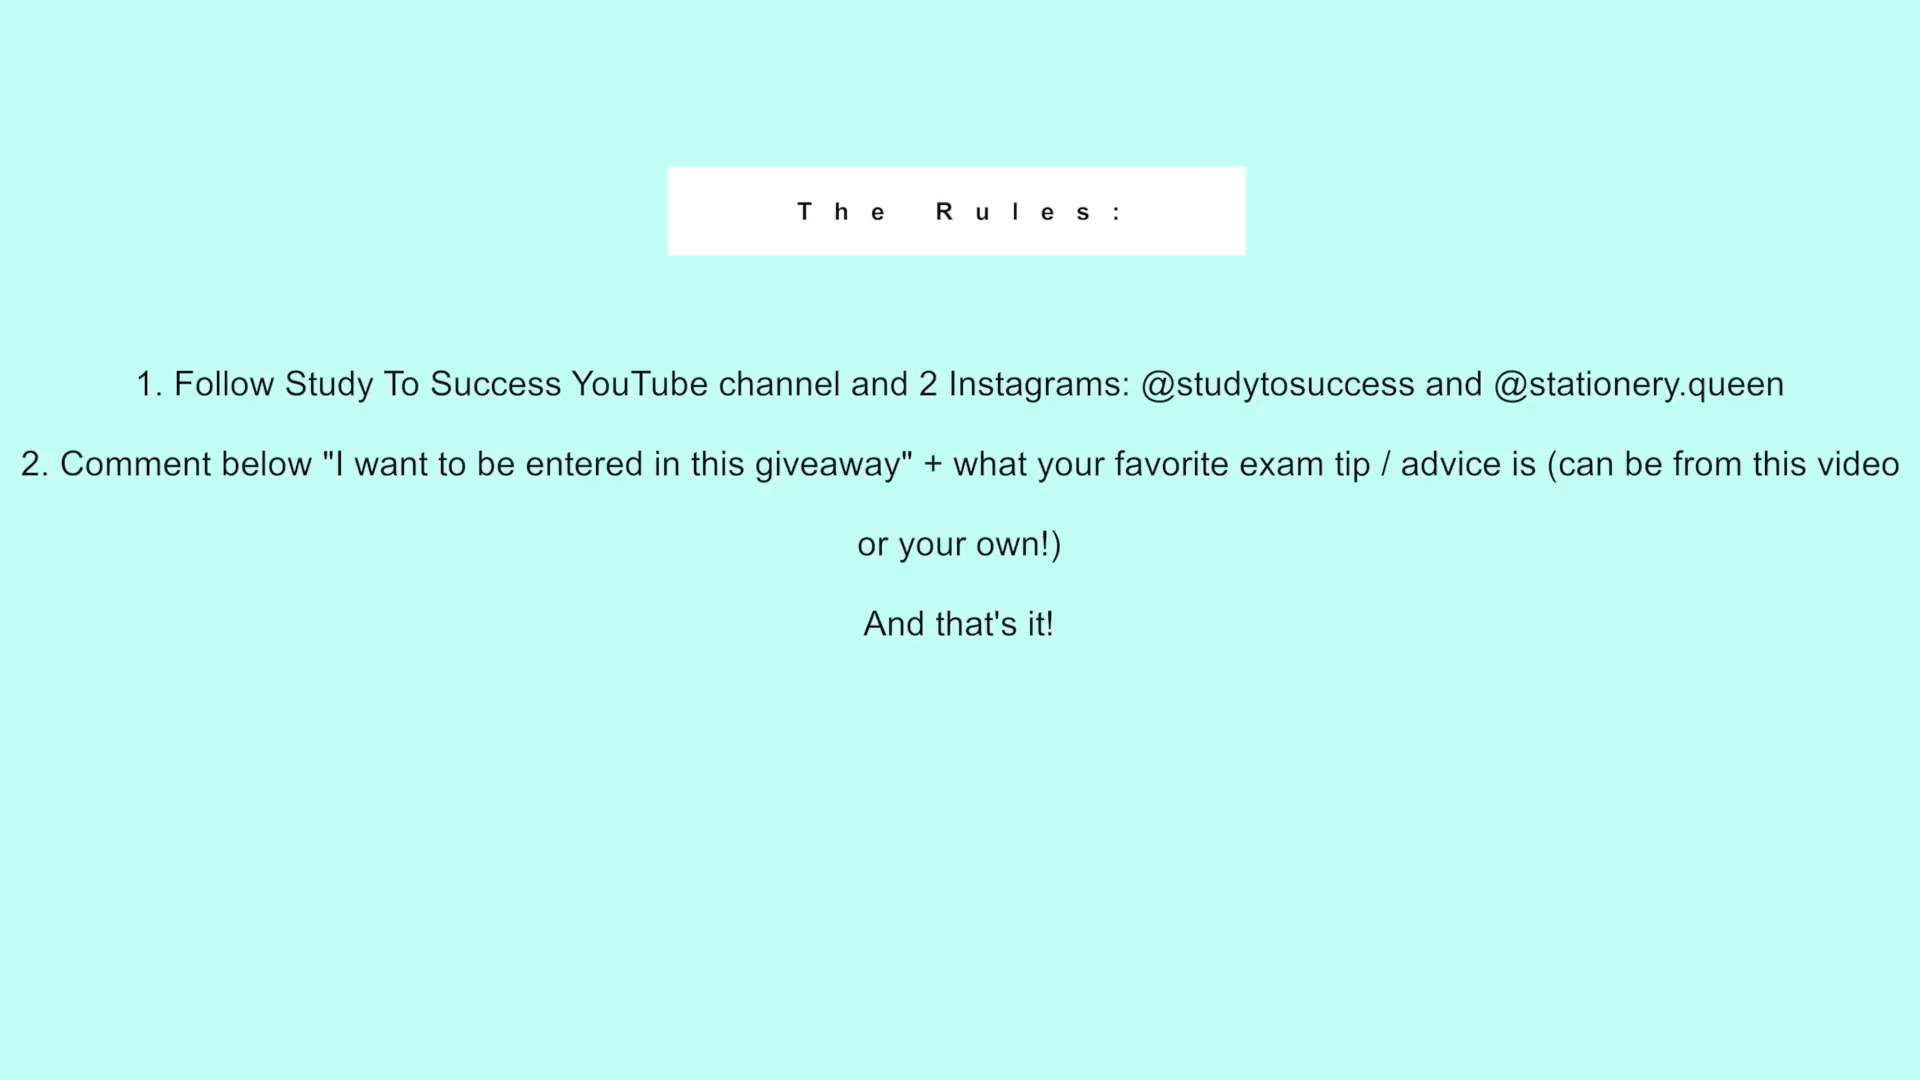 The Rules:
1. Follow Study To Success YouTube channel and 2 Instagrams: @studytosuccess and @stationery.queen
2. Comment below "I want to be entered in this giveaway" + what your favorite exam tip / advice is (can be from this video
or your own!)
And that's it!